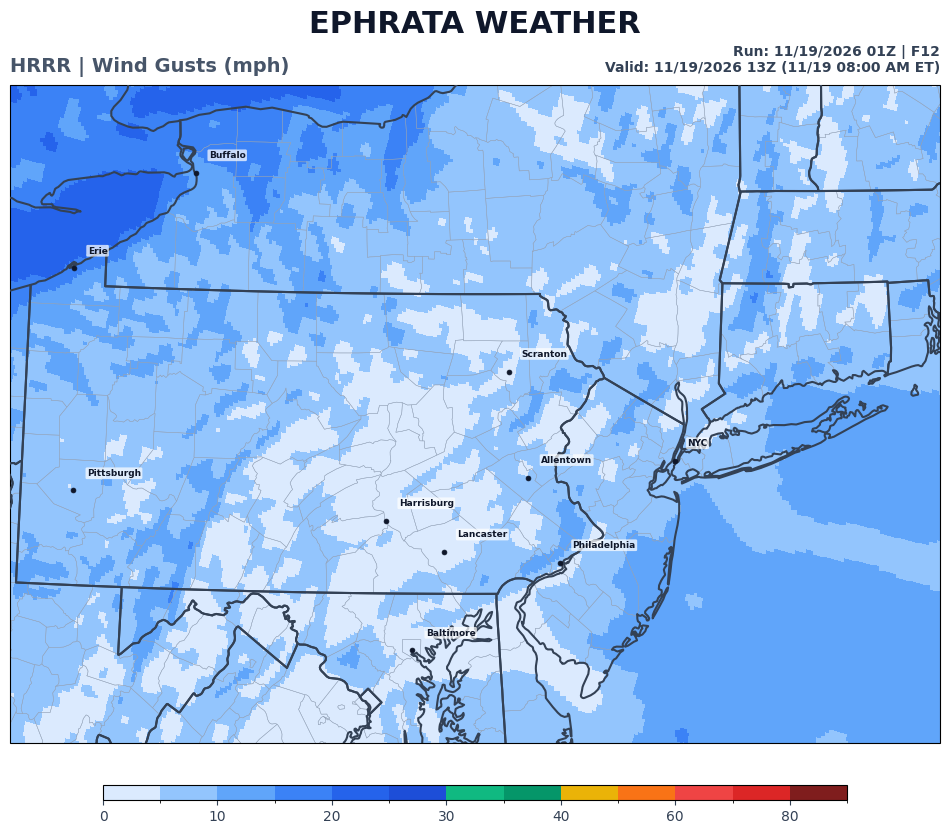 EPHRATA WEATHER
HRRR | Wind Gusts (mph)
Run: 11/19/2026 01Z | F12
Valid: 11/19/2026 13Z (11/19 08:00 AM ET)
Buffalo
Erie
Scranton
NYC
Allentown
Pittsburgh
Harrisburg
Lancaster
Philadelphia
Baltimore
0 10 20 30 40 50 60 70 80